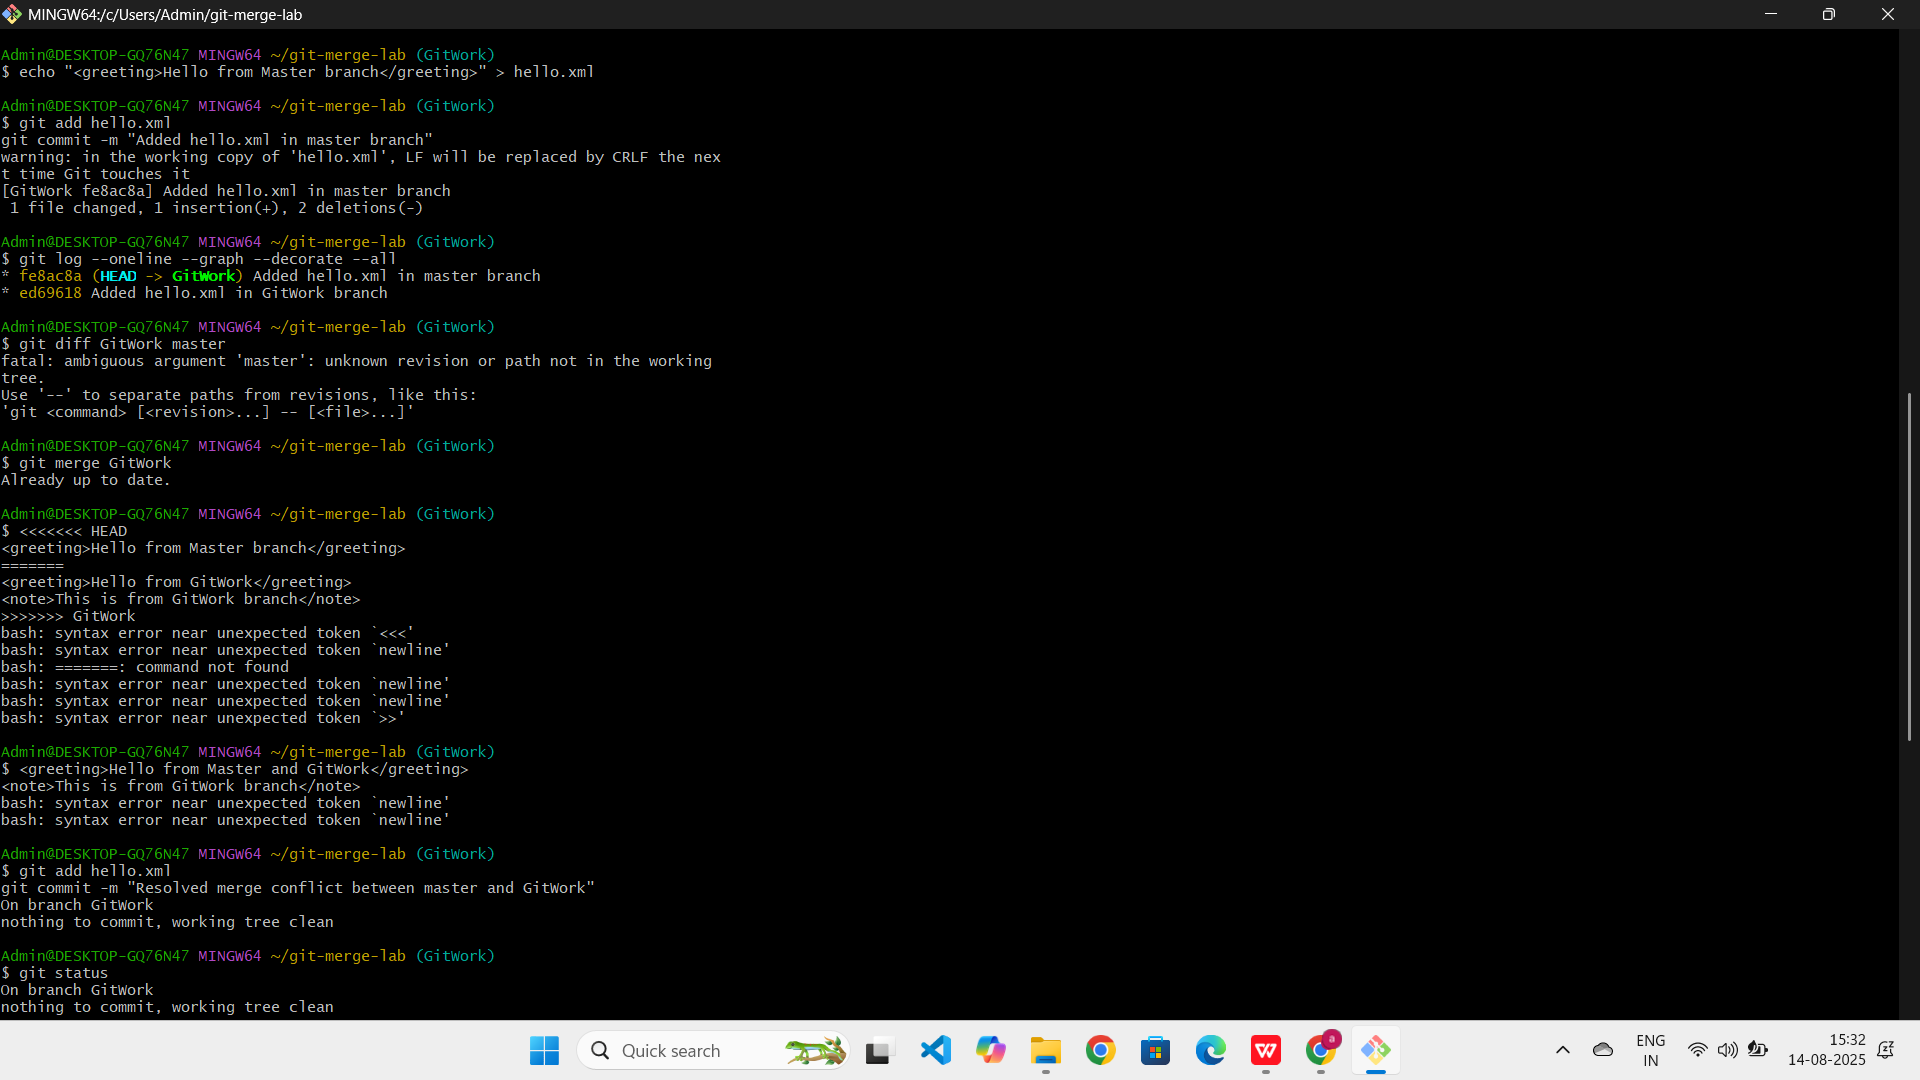 MINGW64:/c/Users/Admin/git-merge-lab
Admin@DESKTOP-GQ76N47 MINGW64 ~/git-merge-lab (GitWork)
$ echo "<greeting>Hello from Master branch</greeting>" > hello.xml
Admin@DESKTOP-GQ76N47 MINGW64 ~/git-merge-lab (GitWork)
$ git add hello.xml
git commit -m "Added hello.xml in master branch"
warning: in the working copy of 'hello.xml', LF will be replaced by CRLF the nex
t time Git touches it
[GitWork fe8ac8a] Added hello.xml in master branch
 1 file changed, 1 insertion(+), 2 deletions(-)
Admin@DESKTOP-GQ76N47 MINGW64 ~/git-merge-lab (GitWork)
$ git log --oneline --graph --decorate --all
* fe8ac8a (HEAD -> GitWork) Added hello.xml in master branch
* ed69618 Added hello.xml in GitWork branch
Admin@DESKTOP-GQ76N47 MINGW64 ~/git-merge-lab (GitWork)
$ git diff GitWork master
fatal: ambiguous argument 'master': unknown revision or path not in the working
tree.
Use '--' to separate paths from revisions, like this:
'git <command> [<revision>...] -- [<file>...]'
Admin@DESKTOP-GQ76N47 MINGW64 ~/git-merge-lab (GitWork)
$ git merge GitWork
Already up to date.
Admin@DESKTOP-GQ76N47 MINGW64 ~/git-merge-lab (GitWork)
$ <<<<<<< HEAD
<greeting>Hello from Master branch</greeting>
=======
<greeting>Hello from GitWork</greeting>
<note>This is from GitWork branch</note>
>>>>>>> GitWork
bash: syntax error near unexpected token `<<<'
bash: syntax error near unexpected token `newline'
bash: =======: command not found
bash: syntax error near unexpected token `newline'
bash: syntax error near unexpected token `newline'
bash: syntax error near unexpected token `>>'
Admin@DESKTOP-GQ76N47 MINGW64 ~/git-merge-lab (GitWork)
$ <greeting>Hello from Master and GitWork</greeting>
<note>This is from GitWork branch</note>
bash: syntax error near unexpected token `newline'
bash: syntax error near unexpected token `newline'
Admin@DESKTOP-GQ76N47 MINGW64 ~/git-merge-lab (GitWork)
$ git add hello.xml
git commit -m "Resolved merge conflict between master and GitWork"
On branch GitWork
nothing to commit, working tree clean
Admin@DESKTOP-GQ76N47 MINGW64 ~/git-merge-lab (GitWork)
$ git status
On branch GitWork
nothing to commit, working tree clean
Quick search
W
a
ENG
IN
15:32
14-08-2025